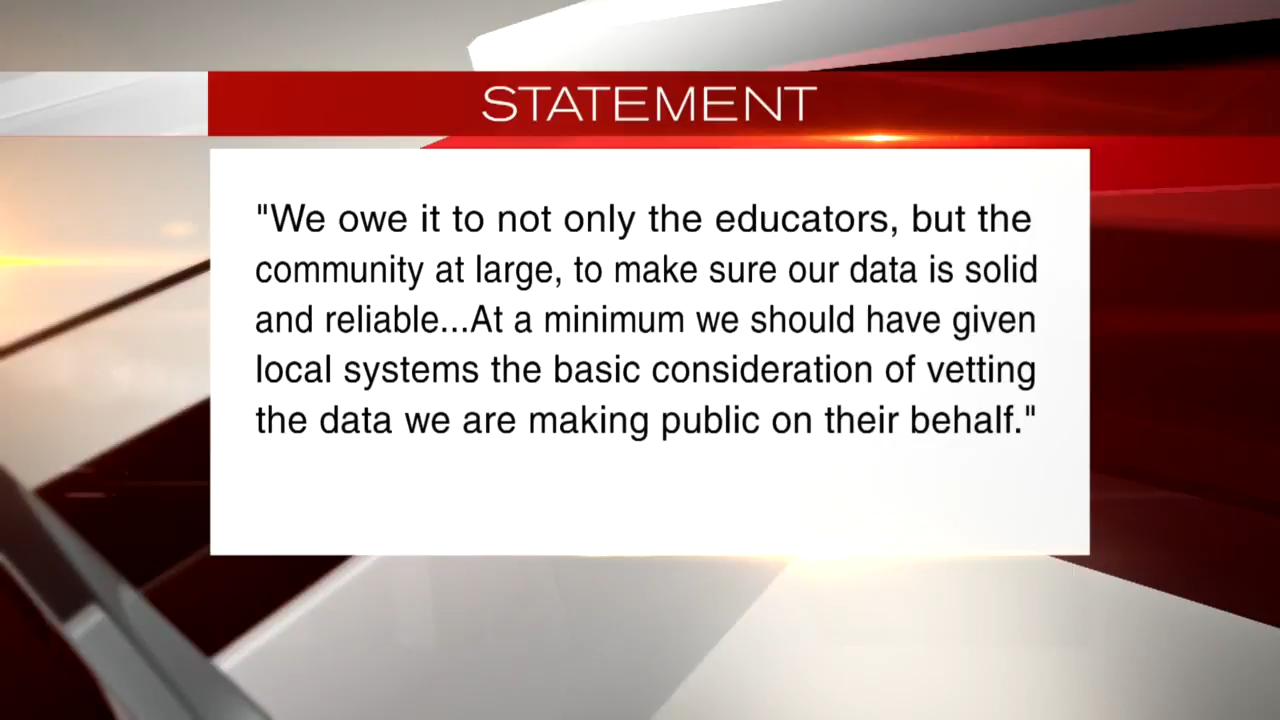 STATEMENT
"We owe it to not only the educators, but the
community at large, to make sure our data is solid
and reliable...At a minimum we should have given
local systems the basic consideration of vetting
the data we are making public on their behalf."